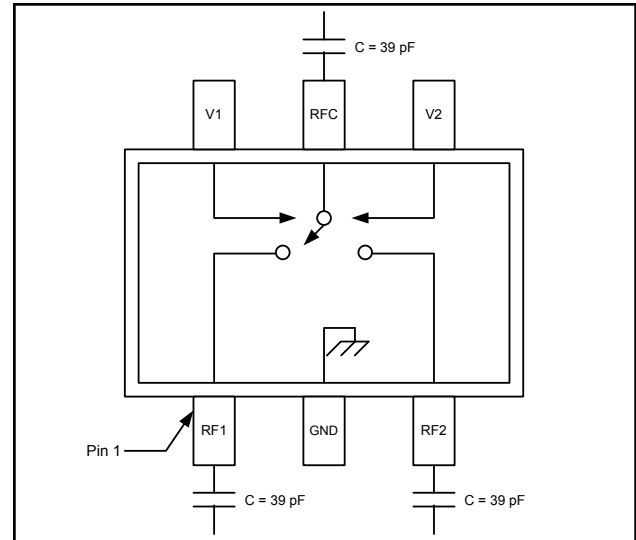 C = 39 pF
V1
RFC
V2
Pin 1
RF1
GND
RF2
C = 39 pF
C = 39 pF